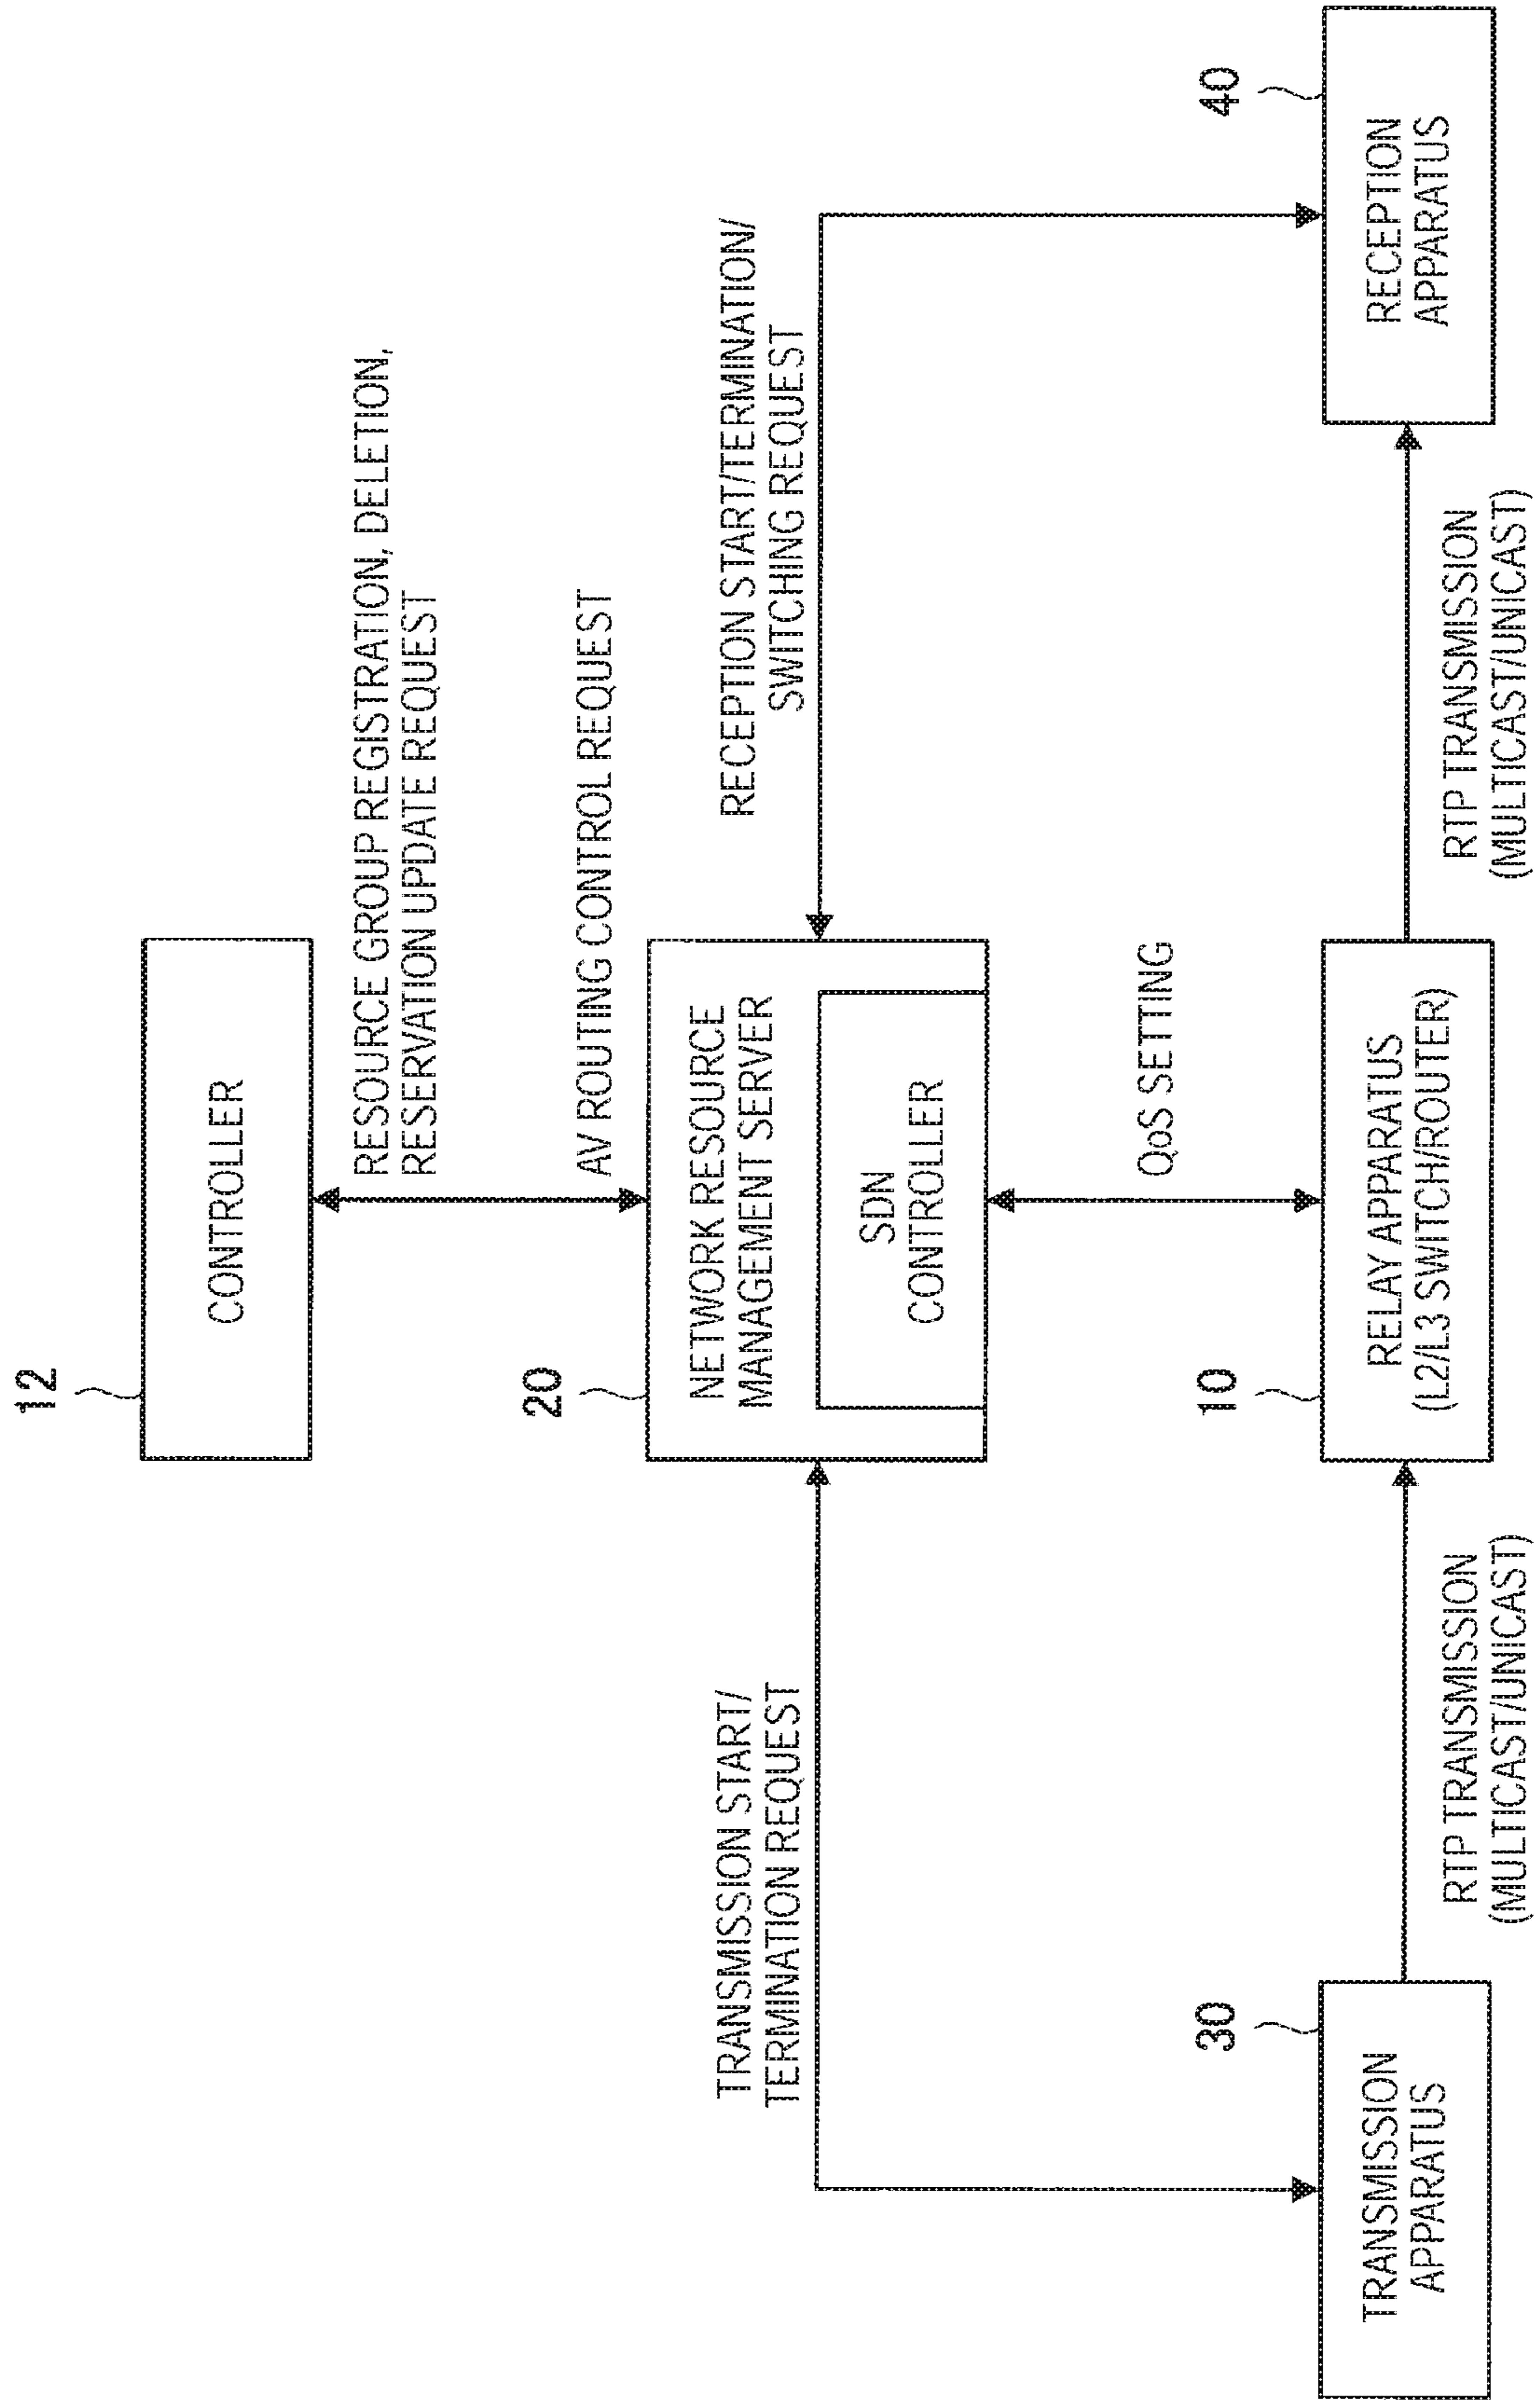 12
CONTROLLER
RESOURCE GROUP REGISTRATION, DELETION,
RESERVATION UPDATE REQUEST
AV ROUTING CONTROL REQUEST
20
NETWORK RESOURCE
MANAGEMENT SERVER
SDN
CONTROLLER
TRANSMISSION START/
TERMINATION REQUEST
RECEPTION START/TERMINATION/
SWITCHING REQUEST
QoS SETTING
30
TRANSMISSION
APPARATUS
RTP TRANSMISSION
(MULTICAST/UNICAST)
10
RELAY APPARATUS
(L2/L3 SWITCH/ROUTER)
RTP TRANSMISSION
(MULTICAST/UNICAST)
40
RECEPTION
APPARATUS